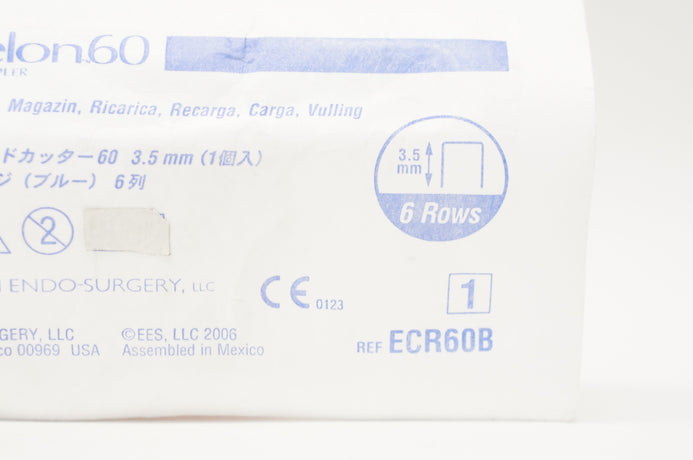 elon60
PLER
Magazin, Ricarica, Recarga, Carga, Vulling
ドカッター60 3.5 mm (1個入)
ジ (ブルー) 6列
3.5
mm
6 Rows
2
ENDO-SURGERY, LLC
CE 0123
1
GERY, LLC ©EES, LLC 2006
co 00969 USA Assembled in Mexico
REF ECR60B